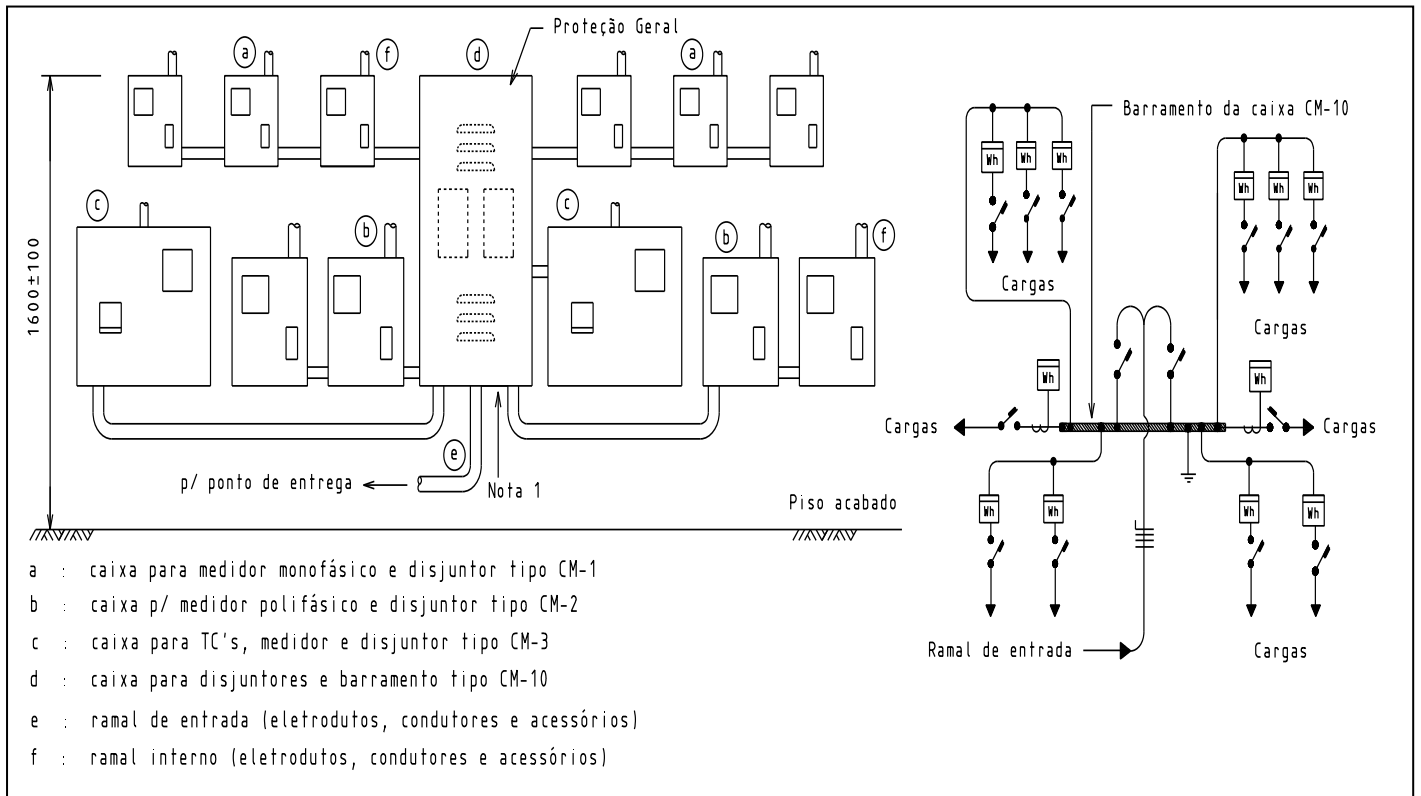 Proteção Geral
a
f
d
a
Barramento da caixa CM-10
Wh
Wh
Wh
Wh
Wh
Wh
c
b
c
b
f
Cargas
Cargas
1600±100
Wh
Wh
Cargas
Cargas
e
p/ ponto de entrega
Nota 1
Piso acabado
Wh
Wh
Wh
Wh
Ramal de entrada
Cargas
a : caixa para medidor monofásico e disjuntor tipo CM-1
b : caixa p/ medidor polifásico e disjuntor tipo CM-2
c : caixa para TC's, medidor e disjuntor tipo CM-3
d : caixa para disjuntores e barramento tipo CM-10
e : ramal de entrada (eletrodutos, condutores e acessórios)
f : ramal interno (eletrodutos, condutores e acessórios)